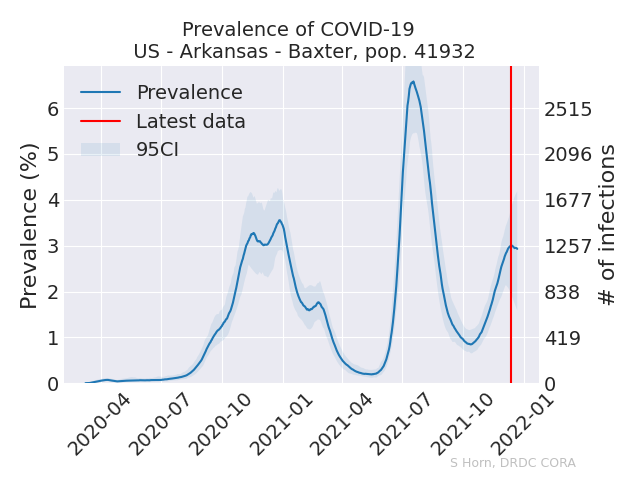 Prevalence of COVID-19
US - Arkansas - Baxter, pop. 41932
Prevalence
Latest data
95CI
Prevalence (%)
6
5
4
3
2
1
0
2515
2096
1677
1257
838
419
0
# of infections
2020-04
2020-07
2020-10
2021-01
2021-04
2021-07
2021-10
2022-01
S Horn, DRDC CORA